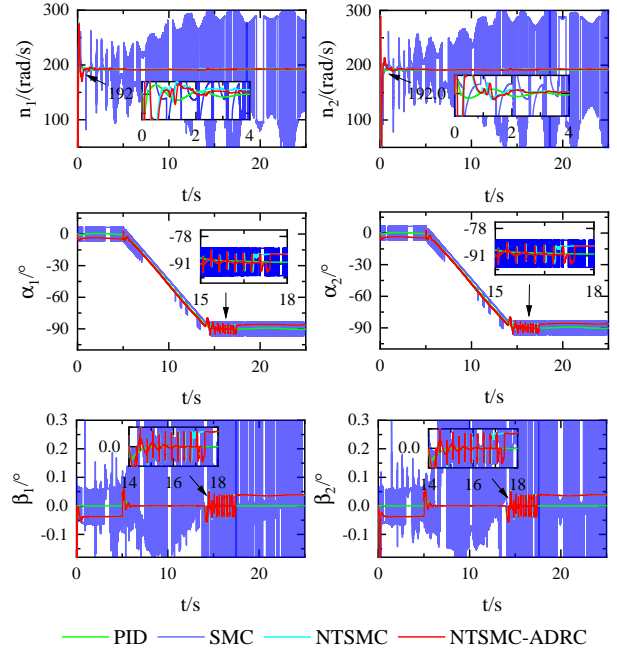 300 300
n1/(rad/s) n2/(rad/s)
200 200
192 192.0
100 100
0 2 4 0 2 4
0 10 20 0 10 20
t/s t/s
-78 -78
0 0
-91 -91
-30 -30
15 18 15 18
α1/° α2/°
-60 -60
-90 -90
0 10 20 0 10 20
t/s t/s
0.3 0.3
0.0 0.0
0.2 0.2
14 16 18 14 16 18
β1/° β2/°
0.1 0.1
0.0 0.0
-0.1 -0.1
0 10 20 0 10 20
t/s t/s
PID SMC NTSMC NTSMC-ADRC